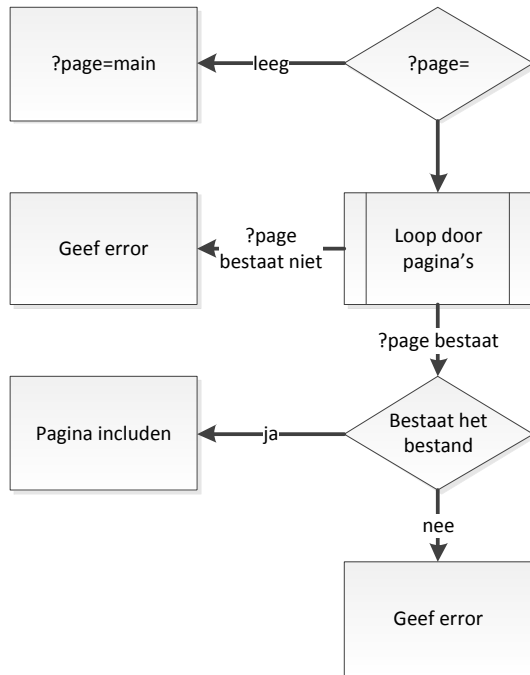 ?page=main
leeg
?page=
Geef error
?page
bestaat niet
Loop door
pagina's
?page bestaat
Pagina includen
ja
Bestaat het
bestand
nee
Geef error